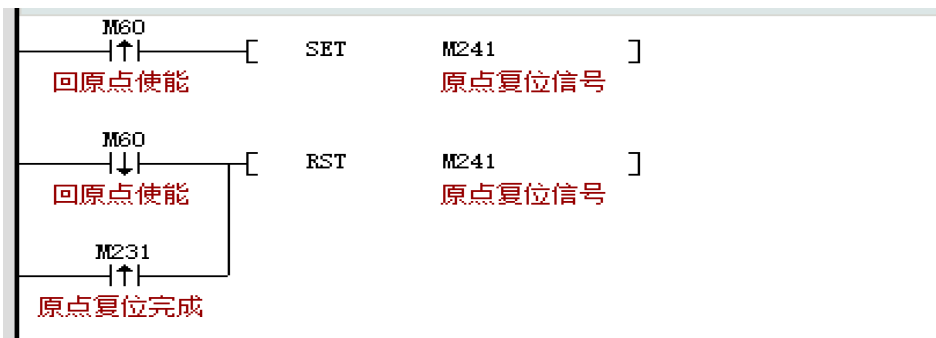 M60
[ SET M241 ]
回原点使能 原点复位信号
M60
[ RST M241 ]
回原点使能 原点复位信号
M231
原点复位完成